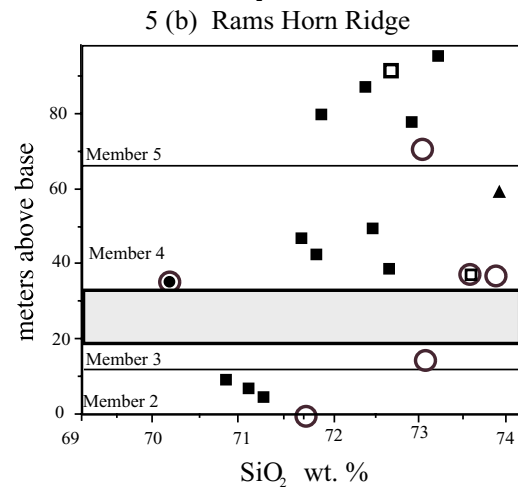 5 (b) Rams Horn Ridge
80
Member 5
60
Member 4
40
20
Member 3
Member 2
0
69 70 71 72 73 74
meters above base
SiO2 wt. %